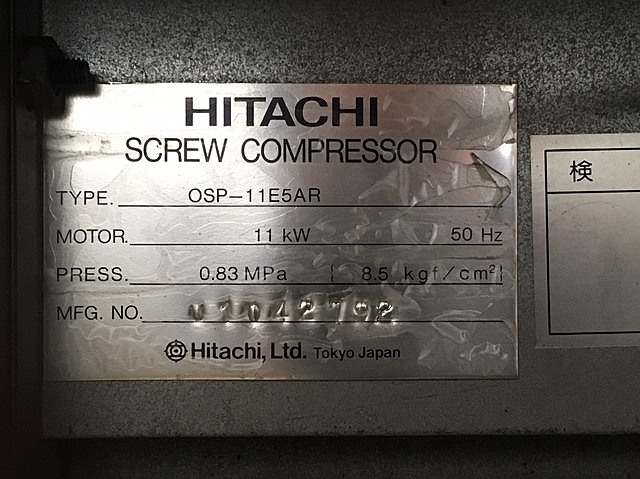 HITACHI
SCREW COMPRESSOR
TYPE. OSP-11E5AR
MOTOR. 11 kW 50 Hz
PRESS. 0.83 MPa { 8.5 kgf/cm²}
MFG. NO. U1042792
Hitachi, Ltd. Tokyo Japan
検